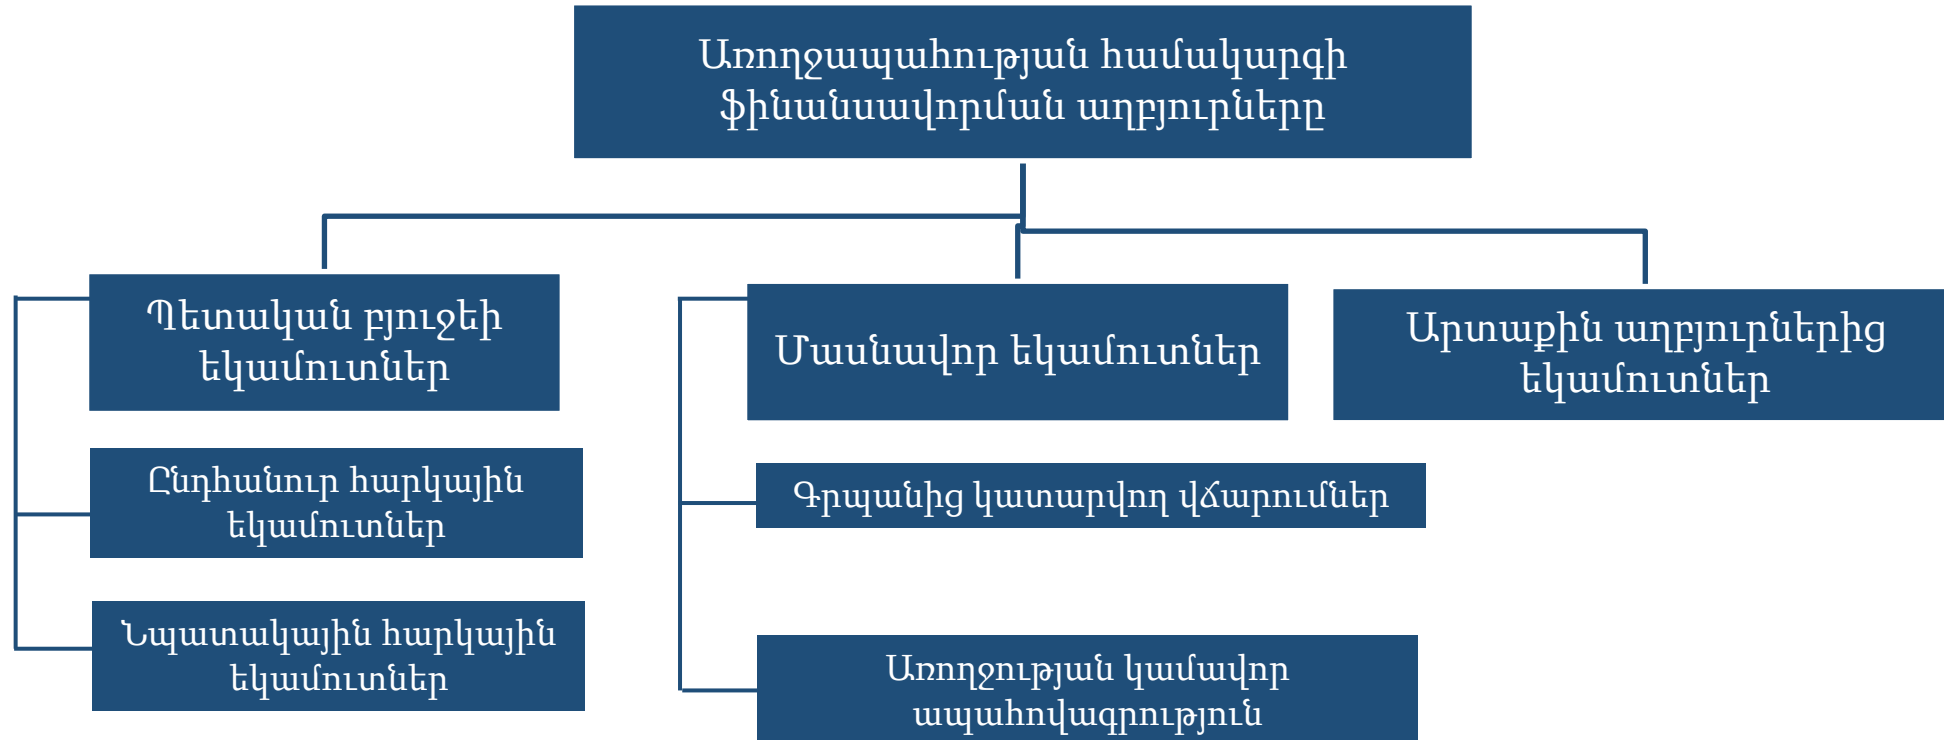 Առողջապահության համակարգի
ֆինանսավորման աղբյուրները
Պետական բյուջեի
եկամուտներ
Մասնավոր եկամուտներ
Արտաքին աղբյուրներից
եկամուտներ
Ընդհանուր հարկային
եկամուտներ
Գրպանից կատարվող վճարումներ
Նպատակային հարկային
եկամուտներ
Առողջության կամավոր
ապահովագրություն